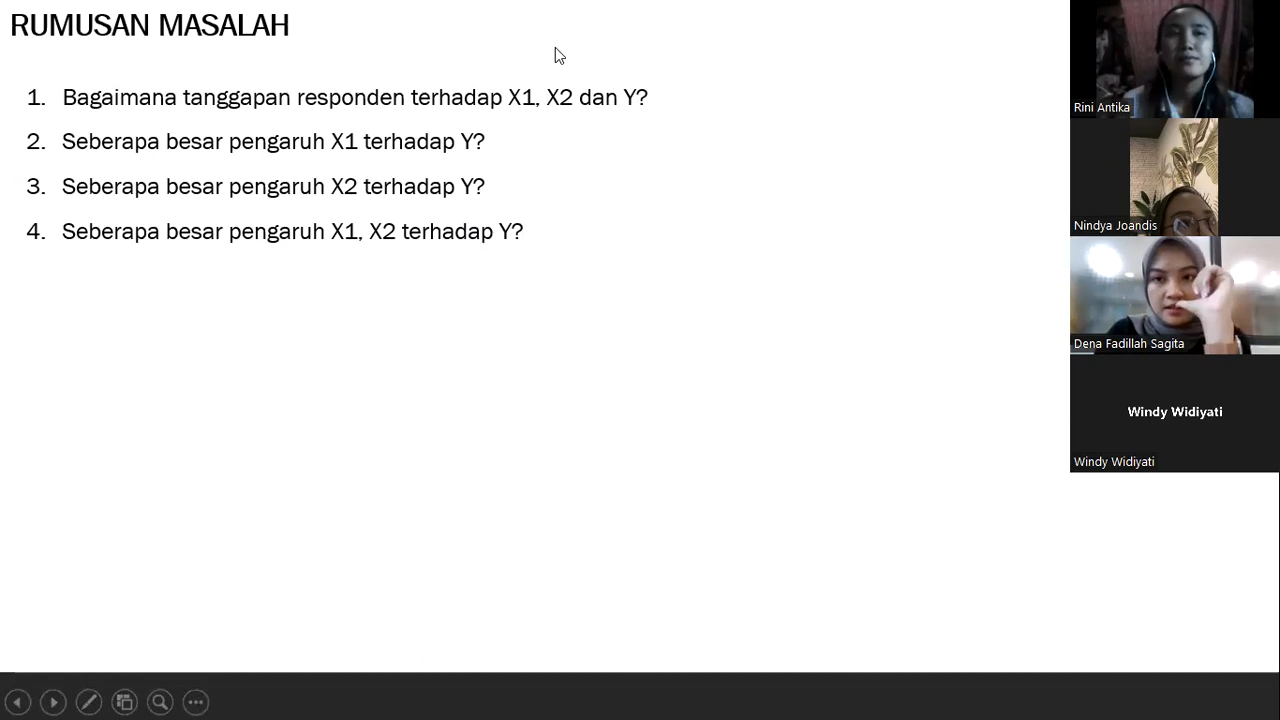 RUMUSAN MASALAH
1. Bagaimana tanggapan responden terhadap X1, X2 dan Y?
2. Seberapa besar pengaruh X1 terhadap Y?
3. Seberapa besar pengaruh X2 terhadap Y?
4. Seberapa besar pengaruh X1, X2 terhadap Y?
Rini Antika
Nindya Joandis
Dena Fadillah Sagita
Windy Widiyati
Windy Widiyati